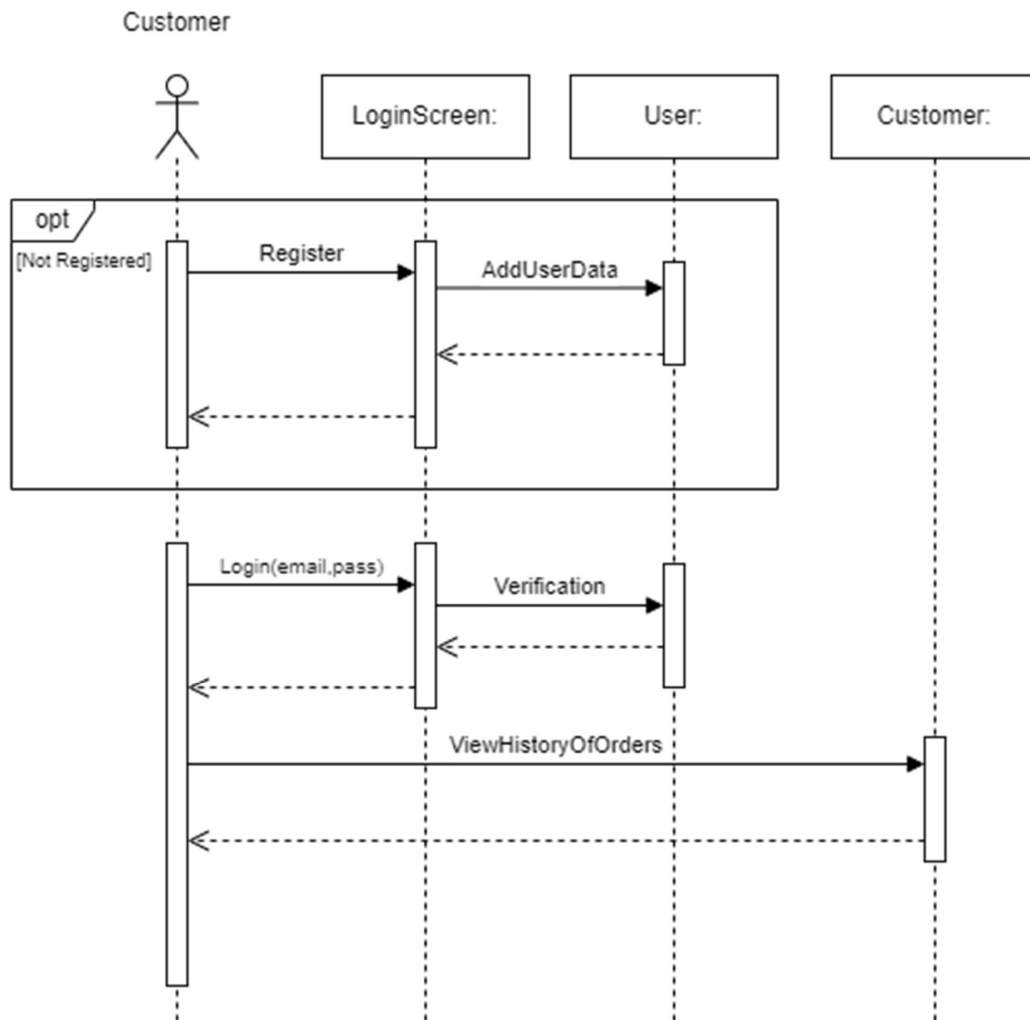 Customer
LoginScreen:
User:
Customer:
opt
[Not Registered]
Register
AddUserData
Login(email,pass)
Verification
ViewHistoryOfOrders